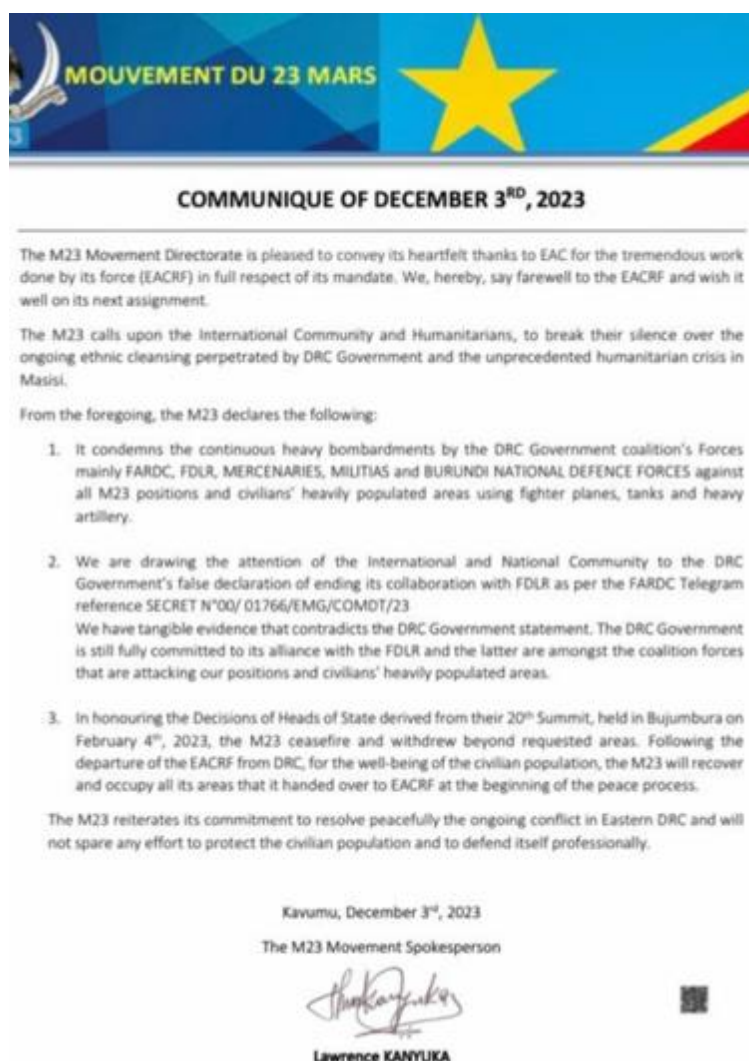 MOUVEMENT DU 23 MARS
COMMUNIQUE OF DECEMBER 3RD, 2023
The M23 Movement Directorate is pleased to convey its heartfelt thanks to EAC for the tremendous work
done by its force (EACRF) in full respect of its mandate. We, hereby, say farewell to the EACRF and wish it
well on its next assignment.
The M23 calls upon the International Community and Humanitarians, to break their silence over the
ongoing ethnic cleansing perpetrated by DRC Government and the unprecedented humanitarian crisis in
Masisi.
From the foregoing, the M23 declares the following:
1. It condemns the continuous heavy bombardments by the DRC Government coalition's Forces
mainly FARDC, FDLR, MERCENARIES, MILITIAS and BURUNDI NATIONAL DEFENCE FORCES against
all M23 positions and civilians' heavily populated areas using fighter planes, tanks and heavy
artillery.
2. We are drawing the attention of the International and National Community to the DRC
Government's false declaration of ending its collaboration with FDLR as per the FARDC Telegram
reference SECRET N°00/ 01766/EMG/COMDT/23
We have tangible evidence that contradicts the DRC Government statement. The DRC Government
is still fully committed to its alliance with the FDLR and the latter are amongst the coalition forces
that are attacking our positions and civilians' heavily populated areas.
3. In honouring the Decisions of Heads of State derived from their 20th Summit, held in Bujumbura on
February 4th, 2023, the M23 ceasefire and withdrew beyond requested areas. Following the
departure of the EACRF from DRC, for the well-being of the civilian population, the M23 will recover
and occupy all its areas that it handed over to EACRF at the beginning of the peace process.
The M23 reiterates its commitment to resolve peacefully the ongoing conflict in Eastern DRC and will
not spare any effort to protect the civilian population and to defend itself professionally.
Kavumu, December 3rd, 2023
The M23 Movement Spokesperson
Lawrence KANYUKA